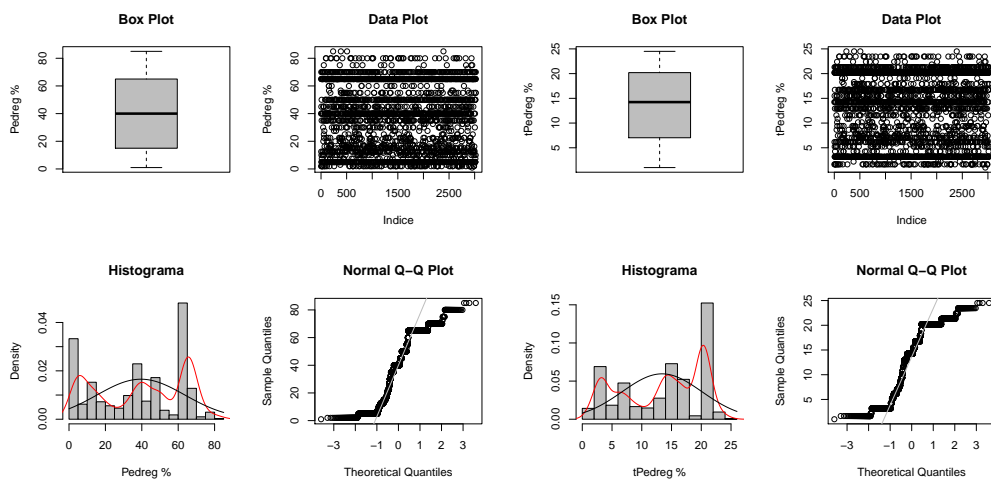 Box Plot
Pedreg %
0 20 40 60 80
Data Plot
Pedreg %
0 20 40 60 80
0 500 1500 2500
Indice
Box Plot
tPedreg %
5 10 15 20 25
Data Plot
tPedreg %
5 10 15 20 25
0 500 1500 2500
Indice
Histograma
Density
0.00 0.02 0.04
0 20 40 60 80
Pedreg %
Normal Q−Q Plot
Sample Quantiles
0 20 40 60 80
−3 −1 0 1 2 3
Theoretical Quantiles
Histograma
Density
0.00 0.05 0.10 0.15
0 5 10 15 20 25
tPedreg %
Normal Q−Q Plot
Sample Quantiles
5 10 15 20 25
−3 −1 0 1 2 3
Theoretical Quantiles